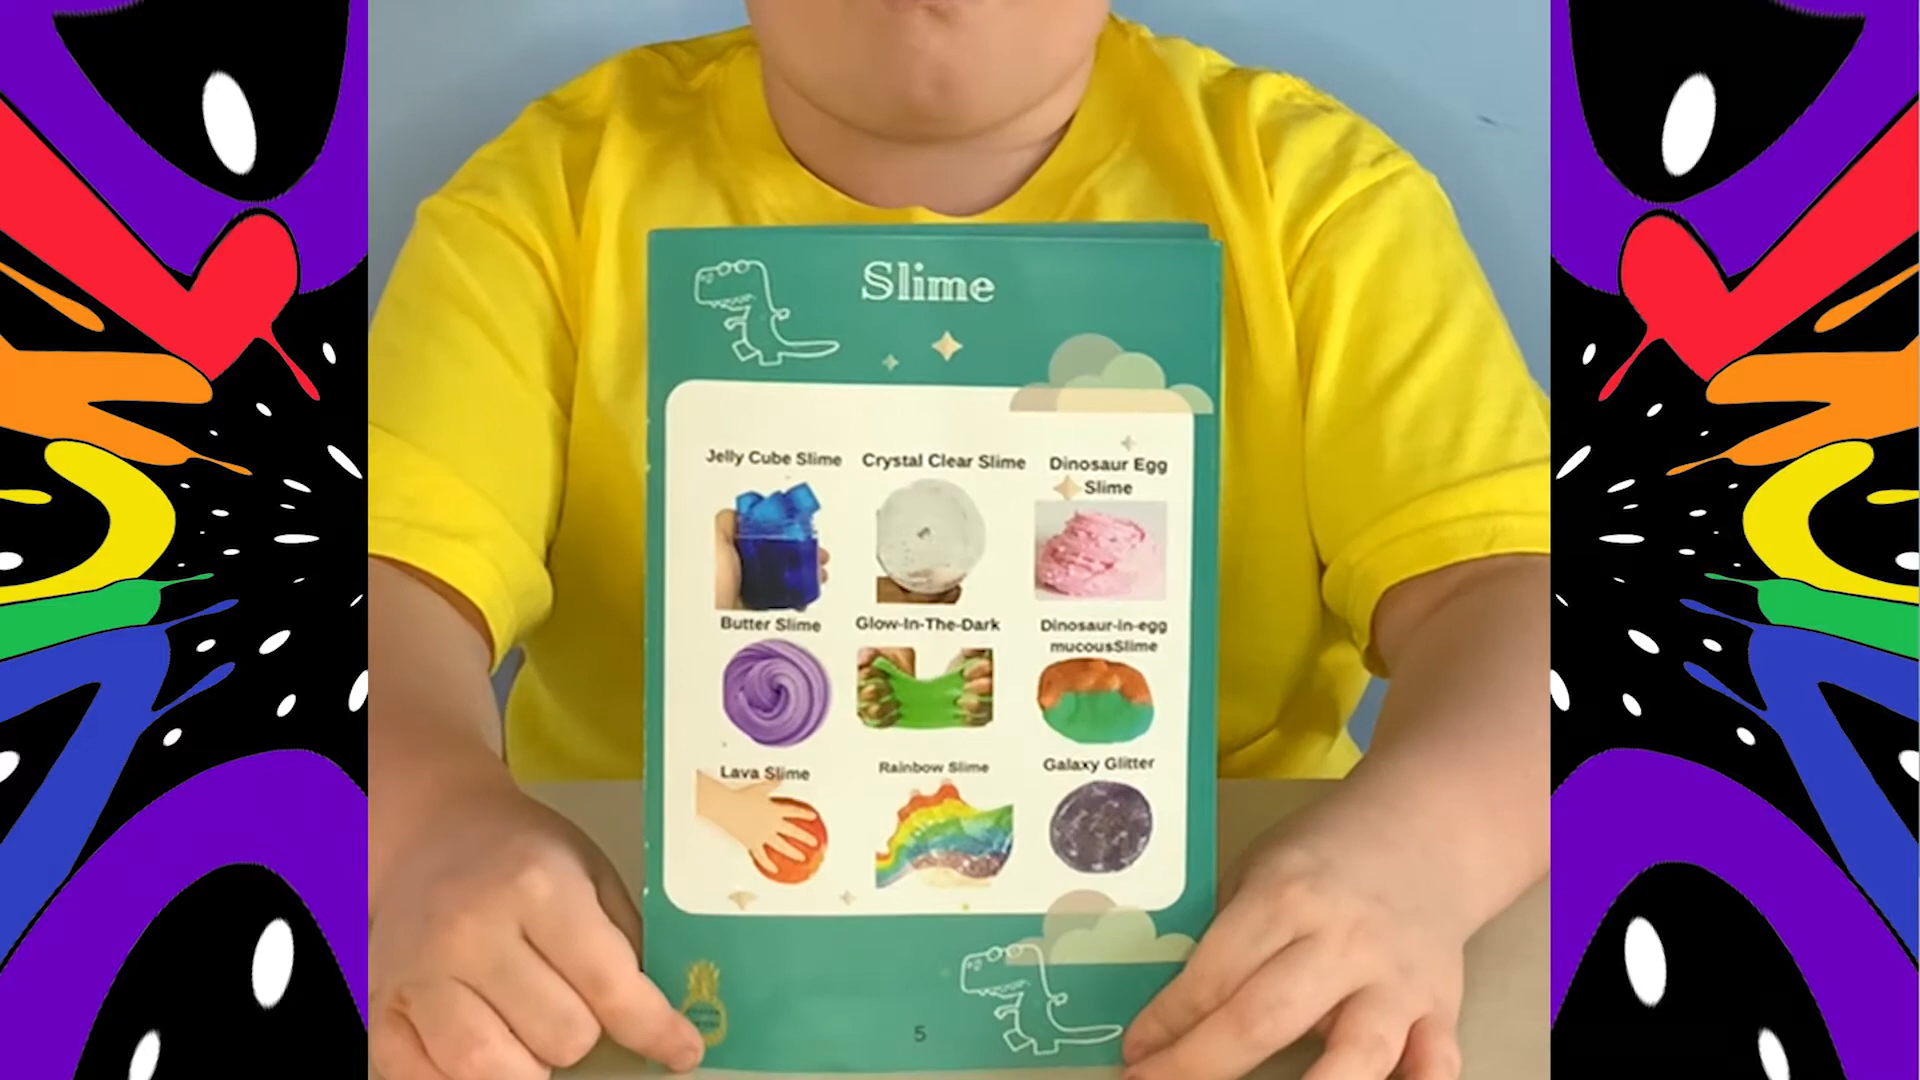 Slime
Jelly Cube Slime
Crystal Clear Slime
Dinosaur Egg
Slime
Butter Slime
Glow-In-The-Dark
Dinosaur-in-egg
mucousSlime
Lava Slime
Rainbow Slime
Galaxy Glitter
5